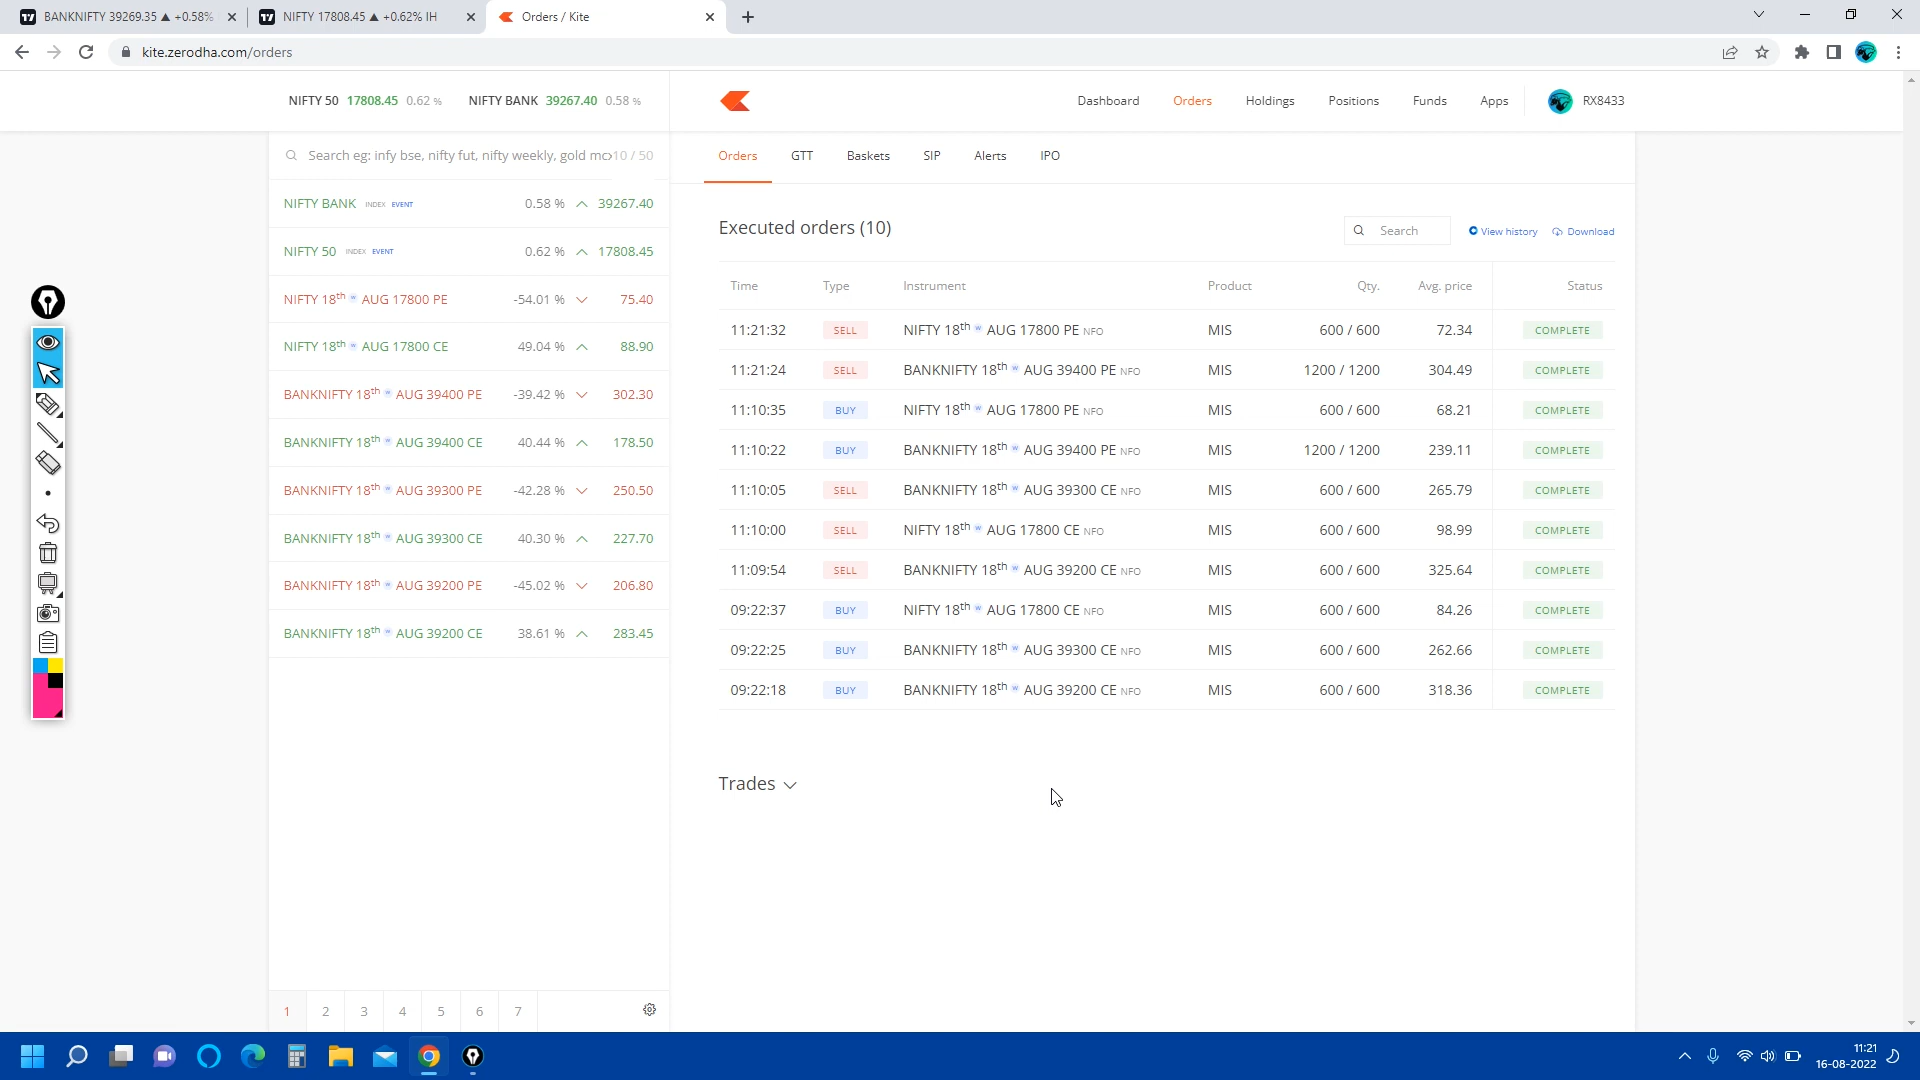 BANKNIFTY 39269.35 ▲ +0.58%
NIFTY 17808.45 ▲ +0.62% IH
Orders / Kite
kite.zerodha.com/orders
NIFTY 50 17808.45 0.62 %
NIFTY BANK 39267.40 0.58 %
Dashboard Orders Holdings Positions Funds Apps RX8433
Search eg: infy bse, nifty fut, nifty weekly, gold mcx 10 / 50
NIFTY BANK INDEX EVENT 0.58 % 39267.40
NIFTY 50 INDEX EVENT 0.62 % 17808.45
NIFTY 18th w AUG 17800 PE -54.01 % 75.40
NIFTY 18th w AUG 17800 CE 49.04 % 88.90
BANKNIFTY 18th w AUG 39400 PE -39.42 % 302.30
BANKNIFTY 18th w AUG 39400 CE 40.44 % 178.50
BANKNIFTY 18th w AUG 39300 PE -42.28 % 250.50
BANKNIFTY 18th w AUG 39300 CE 40.30 % 227.70
BANKNIFTY 18th w AUG 39200 PE -45.02 % 206.80
BANKNIFTY 18th w AUG 39200 CE 38.61 % 283.45
1 2 3 4 5 6 7
Orders GTT Baskets SIP Alerts IPO
Executed orders (10)
Search View history Download
Time Type Instrument Product Qty. Avg. price Status
11:21:32 SELL NIFTY 18th w AUG 17800 PE NFO MIS 600 / 600 72.34 COMPLETE
11:21:24 SELL BANKNIFTY 18th w AUG 39400 PE NFO MIS 1200 / 1200 304.49 COMPLETE
11:10:35 BUY NIFTY 18th w AUG 17800 PE NFO MIS 600 / 600 68.21 COMPLETE
11:10:22 BUY BANKNIFTY 18th w AUG 39400 PE NFO MIS 1200 / 1200 239.11 COMPLETE
11:10:05 SELL BANKNIFTY 18th w AUG 39300 CE NFO MIS 600 / 600 265.79 COMPLETE
11:10:00 SELL NIFTY 18th w AUG 17800 CE NFO MIS 600 / 600 98.99 COMPLETE
11:09:54 SELL BANKNIFTY 18th w AUG 39200 CE NFO MIS 600 / 600 325.64 COMPLETE
09:22:37 BUY NIFTY 18th w AUG 17800 CE NFO MIS 600 / 600 84.26 COMPLETE
09:22:25 BUY BANKNIFTY 18th w AUG 39300 CE NFO MIS 600 / 600 262.66 COMPLETE
09:22:18 BUY BANKNIFTY 18th w AUG 39200 CE NFO MIS 600 / 600 318.36 COMPLETE
Trades
11:21
16-08-2022